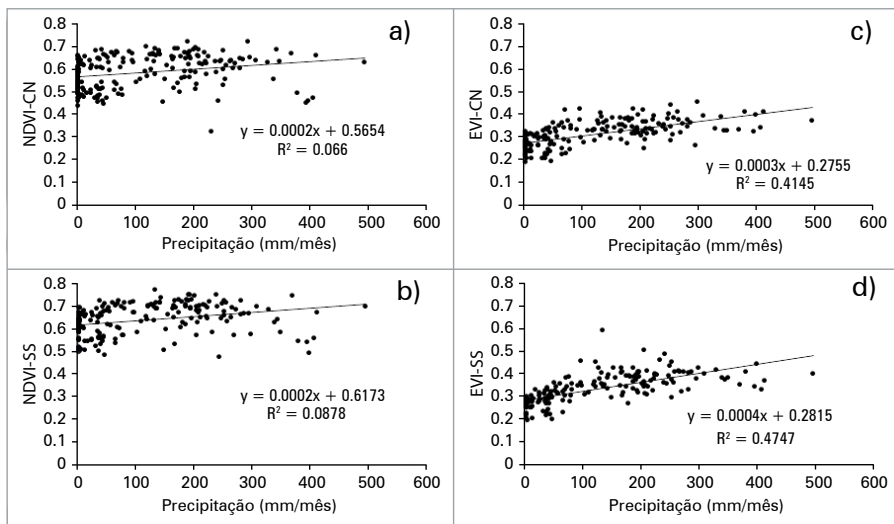 a)
NDVI-CN
0.8
0.7
0.6
0.5
0.4
0.3
0.2
0.1
0
y = 0.0002x + 0.5654
R² = 0.066
0 100 200 300 400 500 600
Precipitação (mm/mês)
c)
EVI-CN
0.8
0.7
0.6
0.5
0.4
0.3
0.2
0.1
0
y = 0.0003x + 0.2755
R² = 0.4145
0 100 200 300 400 500 600
Precipitação (mm/mês)
b)
NDVI-SS
0.8
0.7
0.6
0.5
0.4
0.3
0.2
0.1
0
y = 0.0002x + 0.6173
R² = 0.0878
0 100 200 300 400 500 600
Precipitação (mm/mês)
d)
EVI-SS
0.8
0.7
0.6
0.5
0.4
0.3
0.2
0.1
0
y = 0.0004x + 0.2815
R² = 0.4747
0 100 200 300 400 500 600
Precipitação (mm/mês)